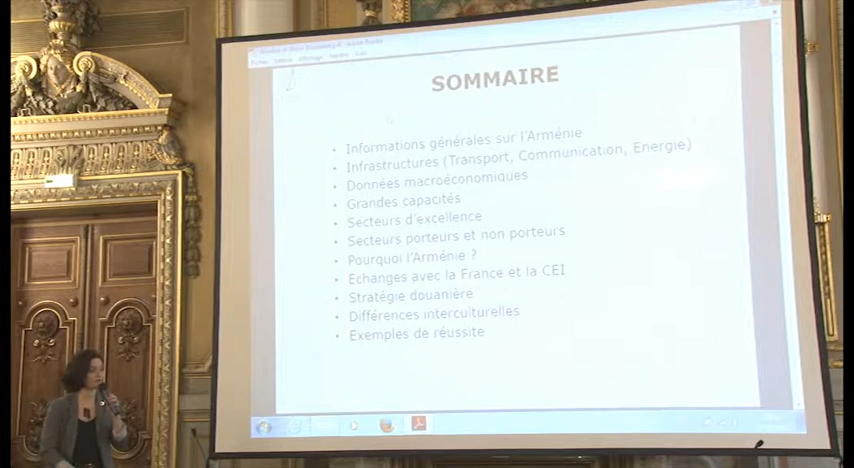 SOMMAIRE
• Informations générales sur l'Arménie
• Infrastructures (Transport, Communication, Energie)
• Données macroéconomiques
• Grandes capacités
• Secteurs d'excellence
• Secteurs porteurs et non porteurs
• Pourquoi l'Arménie ?
• Echanges avec la France et la CEI
• Stratégie douanière
• Différences interculturelles
• Exemples de réussite